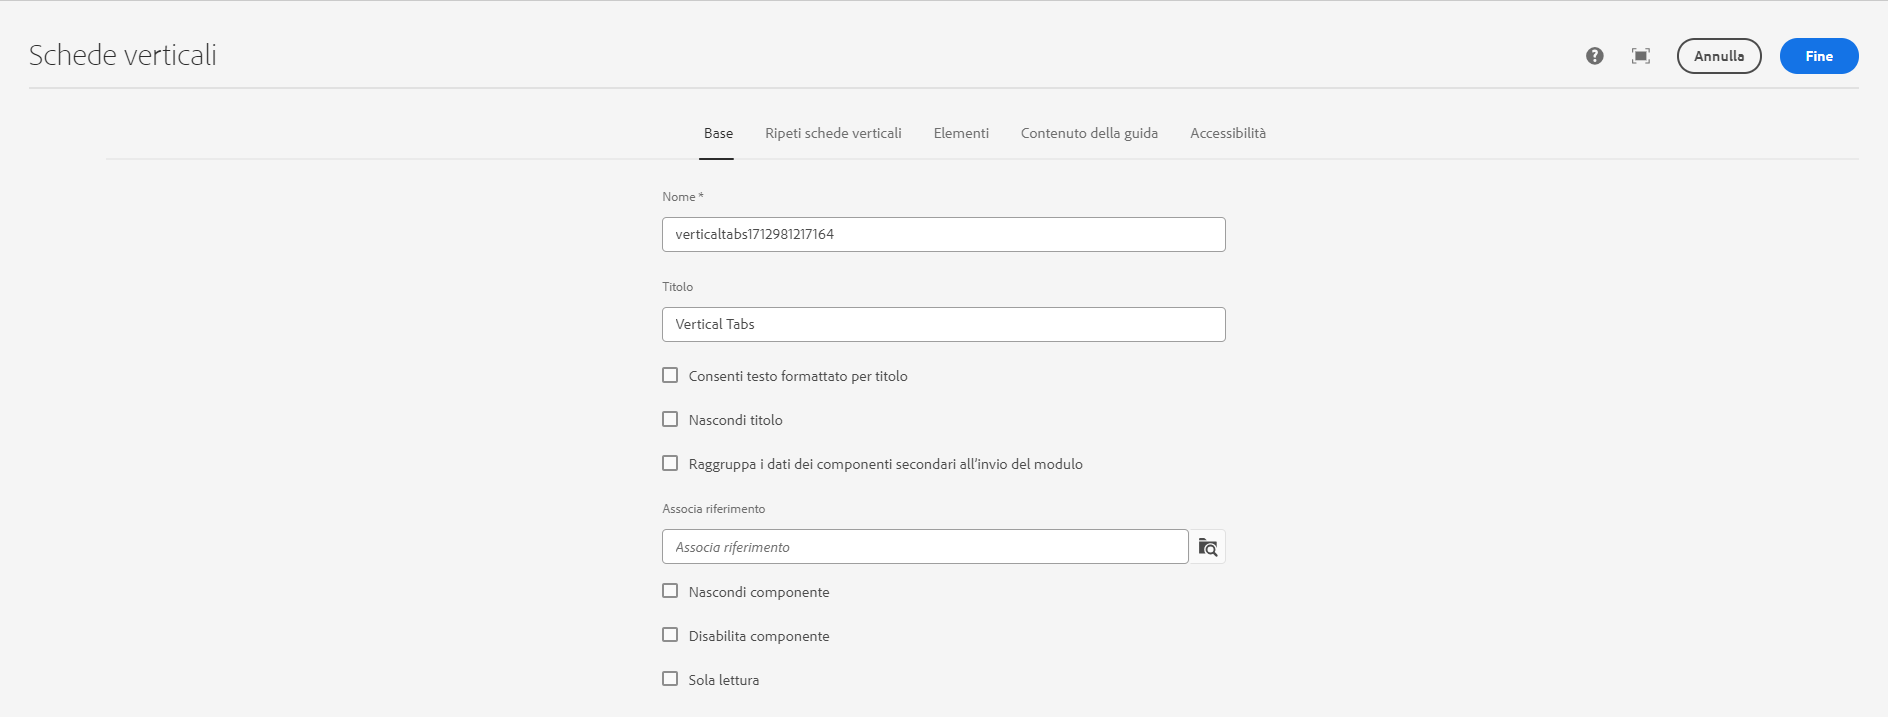 Schede verticali
Annulla
Fine
Base
Ripeti schede verticali
Elementi
Contenuto della guida
Accessibilità
Nome *
verticaltabs1712981217164
Titolo
Vertical Tabs
Consenti testo formattato per titolo
Nascondi titolo
Raggruppa i dati dei componenti secondari all’invio del modulo
Associa riferimento
Associa riferimento
Nascondi componente
Disabilita componente
Sola lettura